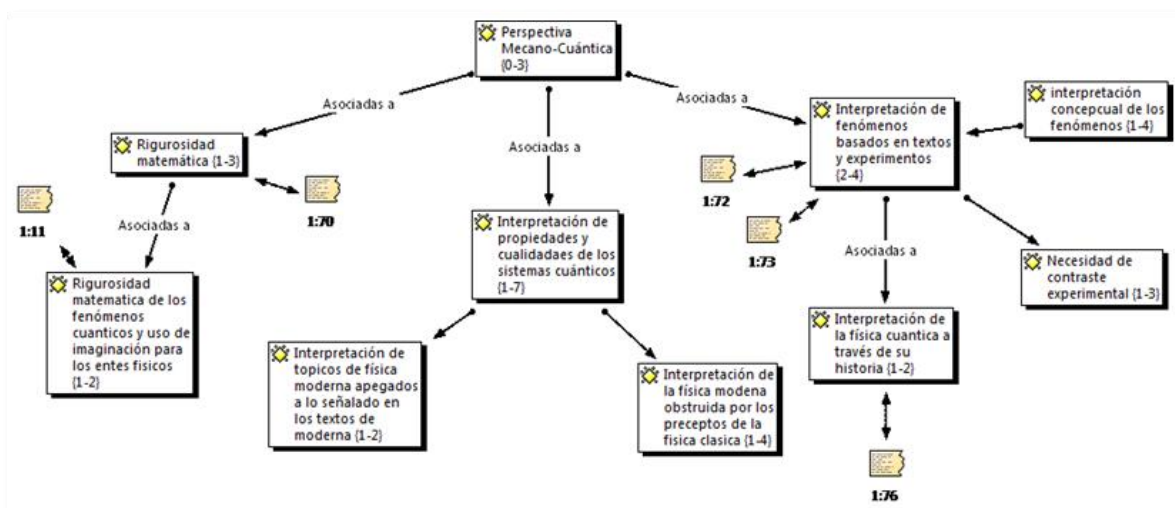 Perspectiva
Mecano-Cuántica
{0-3}
Asociadas a
Asociadas a
Asociadas a
Rigurosidad
matemática {1-3}
Interpretación de
fenómenos
basados en textos
y experimentos
{2-4}
interpretación
concepcual de los
fenómenos {1-4}
1:11
Asociadas a
1:70
1:72
1:73
Rigurosidad
matematica de los
fenómenos
cuanticos y uso de
imaginación para
los entes fisicos
{1-2}
Interpretación de
propiedades y
cualidadaes de los
sistemas cuánticos
{1-7}
Asociadas a
Necesidad de
contraste
experimental {1-3}
Interpretación de
topicos de física
moderna apegados
a lo señalado en
los textos de
moderna {1-2}
Interpretación de
la física modena
obstruida por los
preceptos de la
fisica clasica {1-4}
Interpretación de
la física cuantica a
través de su
historia {1-2}
1:76